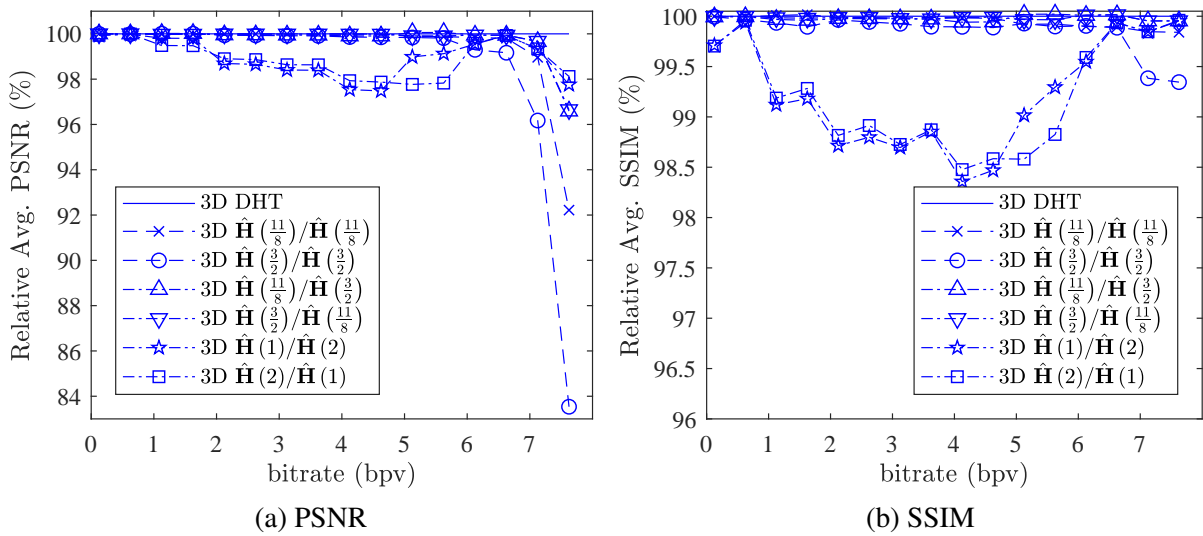 Relative Avg. PSNR (%)
100
98
96
94
92
90
88
86
84
3D DHT
3D Ĥ(11/8)/Ĥ(11/8)
3D Ĥ(3/2)/Ĥ(3/2)
3D Ĥ(11/8)/Ĥ(3/2)
3D Ĥ(3/2)/Ĥ(11/8)
3D Ĥ(1)/Ĥ(2)
3D Ĥ(2)/Ĥ(1)
0 1 2 3 4 5 6 7
bitrate (bpv)
(a) PSNR
Relative Avg. SSIM (%)
100
99.5
99
98.5
98
97.5
97
96.5
96
3D DHT
3D Ĥ(11/8)/Ĥ(11/8)
3D Ĥ(3/2)/Ĥ(3/2)
3D Ĥ(11/8)/Ĥ(3/2)
3D Ĥ(3/2)/Ĥ(11/8)
3D Ĥ(1)/Ĥ(2)
3D Ĥ(2)/Ĥ(1)
0 1 2 3 4 5 6 7
bitrate (bpv)
(b) SSIM